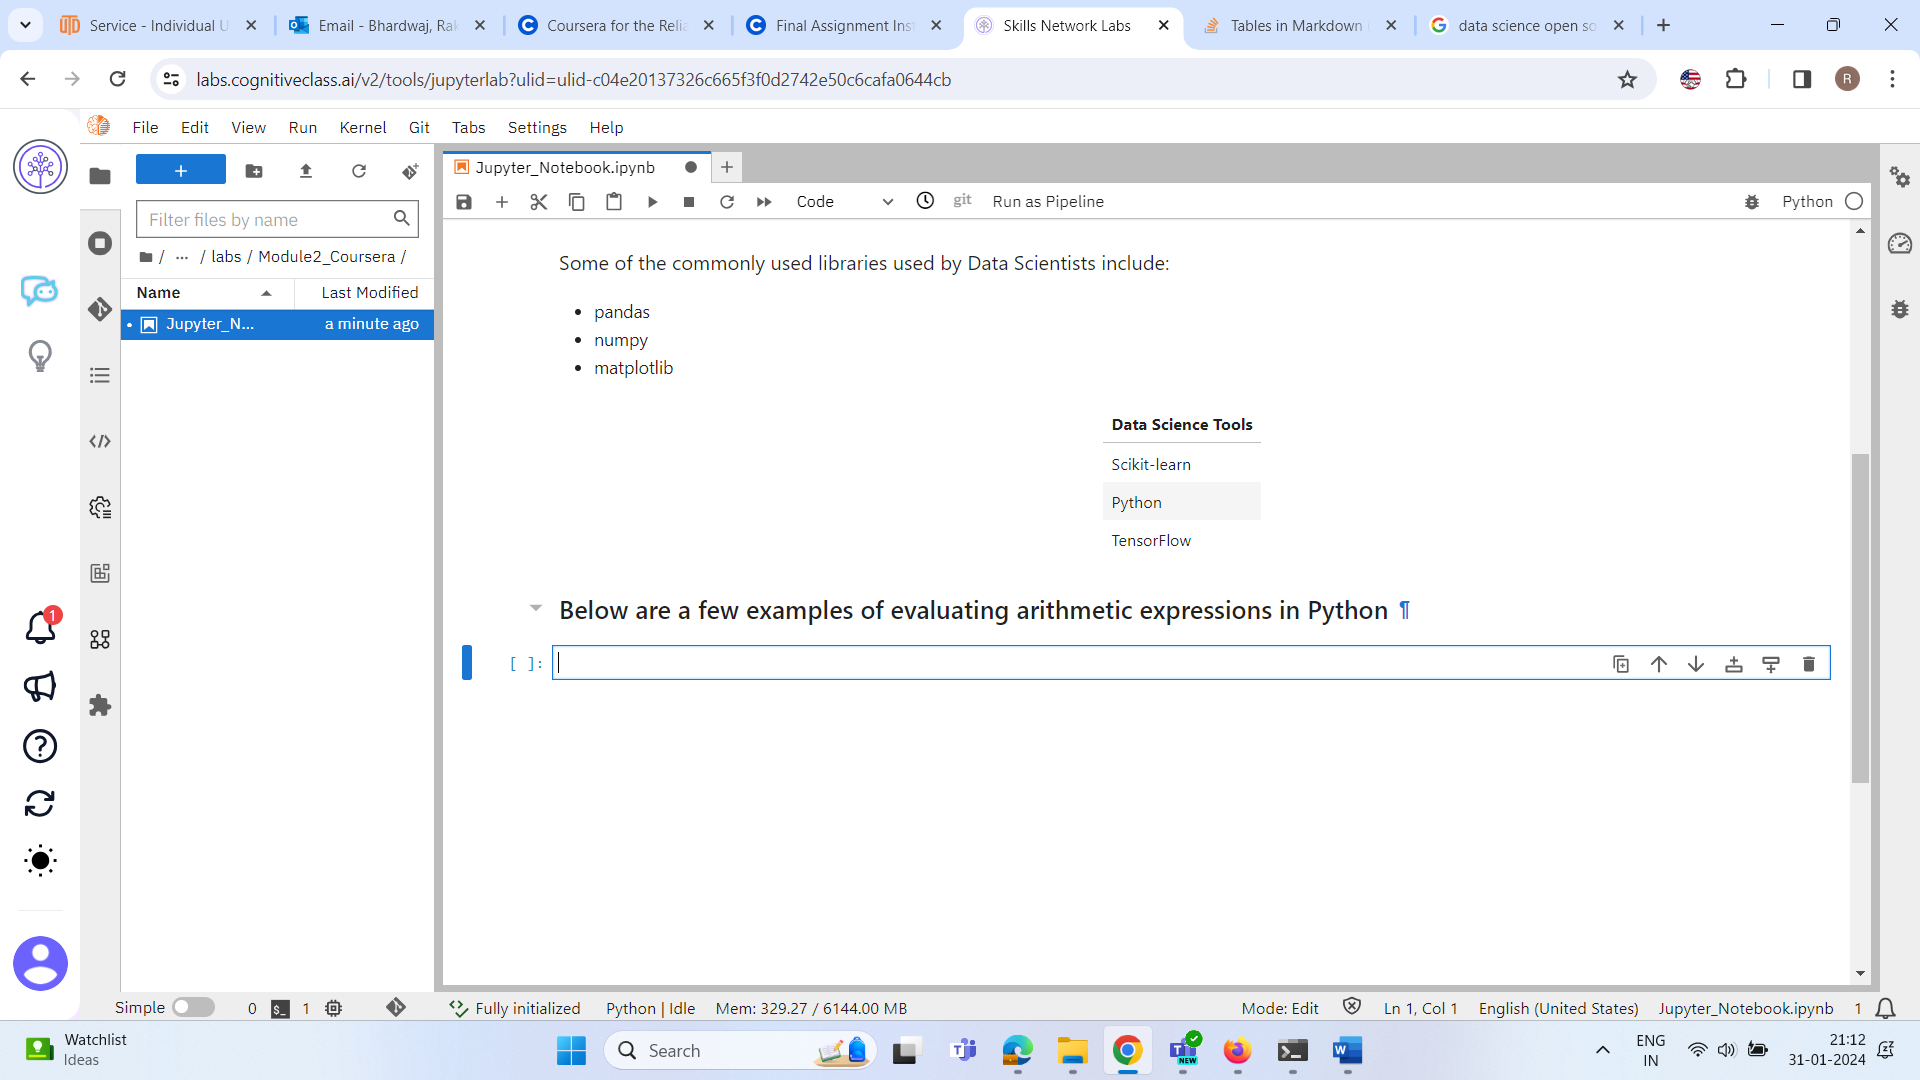 Service - Individual U
Email - Bhardwaj, Rak
Coursera for the Relia
Final Assignment Inst
Skills Network Labs
Tables in Markdown
data science open so
labs.cognitiveclass.ai/v2/tools/jupyterlab?ulid=ulid-c04e20137326c665f3f0d2742e50c6cafa0644cb
R
File Edit View Run Kernel Git Tabs Settings Help
Jupyter_Notebook.ipynb
Code
git
Run as Pipeline
Python
Filter files by name
/ ... / labs / Module2_Coursera /
Name
Last Modified
Jupyter_N...
a minute ago
Some of the commonly used libraries used by Data Scientists include:
• pandas
• numpy
• matplotlib
Data Science Tools
Scikit-learn
Python
TensorFlow
Below are a few examples of evaluating arithmetic expressions in Python ¶
[ ]:
1
Simple
0
1
Fully initialized
Python | Idle
Mem: 329.27 / 6144.00 MB
Mode: Edit
Ln 1, Col 1
English (United States)
Jupyter_Notebook.ipynb
1
Watchlist
Ideas
Search
NEW
ENG
IN
21:12
31-01-2024